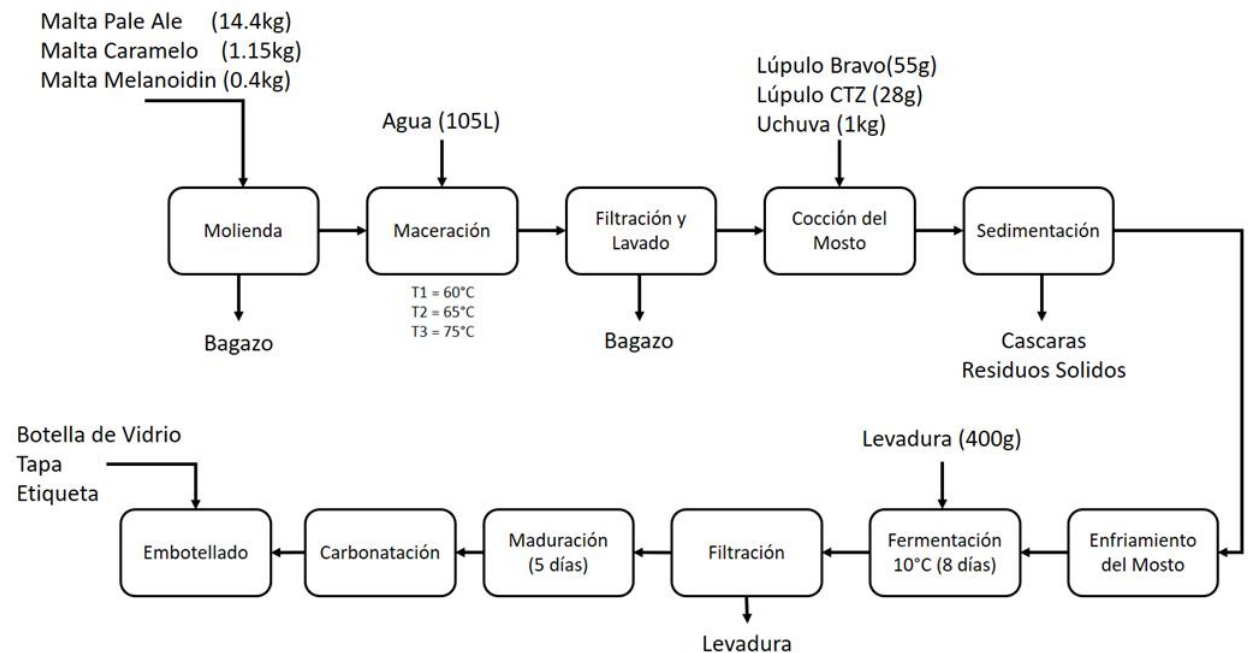 Malta Pale Ale (14.4kg)
Malta Caramelo (1.15kg)
Malta Melanoidin (0.4kg)
Agua (105L)
Lúpulo Bravo(55g)
Lúpulo CTZ (28g)
Uchuva (1kg)
Molienda
Maceración
Filtración y
Lavado
Cocción del
Mosto
Sedimentación
T1 = 60°C
T2 = 65°C
T3 = 75°C
Bagazo
Bagazo
Cascaras
Residuos Solidos
Botella de Vidrio
Tapa
Etiqueta
Levadura (400g)
Embotellado
Carbonatación
Maduración
(5 días)
Filtración
Fermentación
10°C (8 días)
Enfriamiento
del Mosto
Levadura